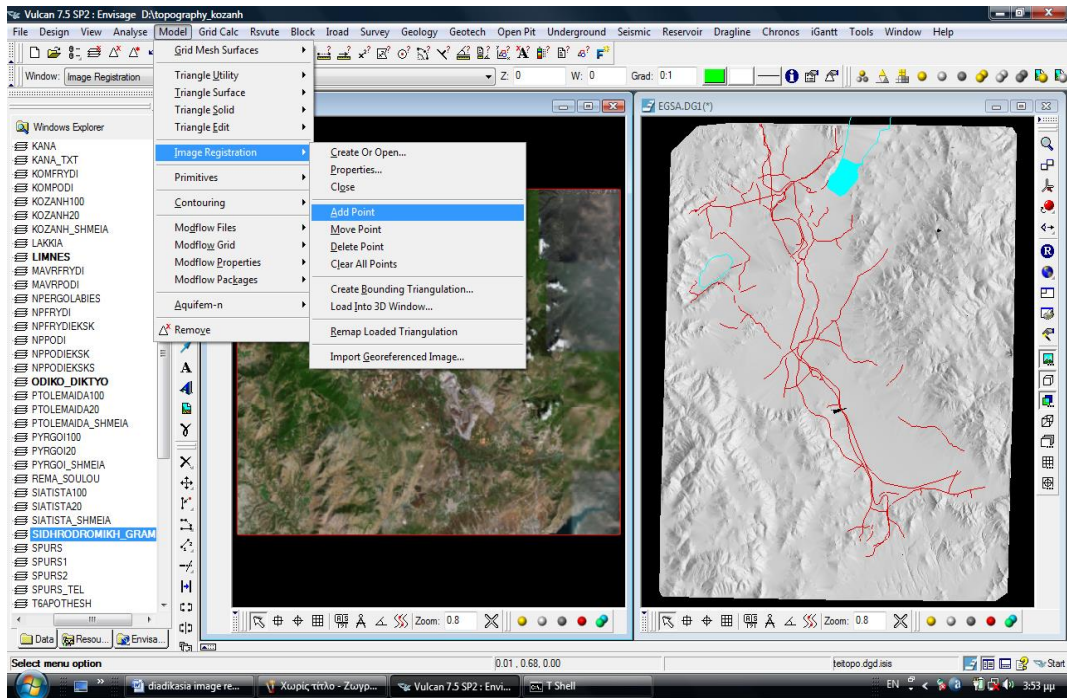 Vulcan 7.5 SP2 : Envisage D:\topography_kozanh
File Design View Analyse Model Grid Calc Rsvute Block Iroad Survey Geology Geotech Open Pit Underground Seismic Reservoir Dragline Chronos iGantt Tools Window Help
Window: Image Registration
Z: 0
W: 0
Grad: 0:1
Grid Mesh Surfaces
Triangle Utility
Triangle Surface
Triangle Solid
Triangle Edit
Image Registration
Primitives
Contouring
Modflow Files
Modflow Grid
Modflow Properties
Modflow Packages
Aquifem-n
Remove
Create Or Open...
Properties...
Close
Add Point
Move Point
Delete Point
Clear All Points
Create Bounding Triangulation...
Load Into 3D Window...
Remap Loaded Triangulation
Import Georeferenced Image...
EGSA.DG1(*)
Windows Explorer
KANA
KANA_TXT
KOMFRYDI
KOMPODI
KOZANH100
KOZANH20
KOZANH_SHMEIA
LAKKIA
LIMNES
MAVRFRYDI
MAVRPODI
NPERGOLABIES
NPFRYDI
NPFRYDIEKSK
NPPODI
NPPODIEKSK
NPPODIEKSKS
ODIKO_DIKTYO
PTOLEMAIDA100
PTOLEMAIDA20
PTOLEMAIDA_SHMEIA
PYRGOI100
PYRGOI20
PYRGOI_SHMEIA
REMA_SOULOU
SIATISTA100
SIATISTA20
SIATISTA_SHMEIA
SIDHRODROMIKH_GRAM
SPURS
SPURS1
SPURS2
SPURS_TEL
T6APOTHESH
Data Resou... Envisa...
Zoom: 0.8
Zoom: 0.8
Select menu option
0.01 , 0.68, 0.00
teitopo.dgd.isis
Start
diadikasia image re...
Χωρίς τίτλο - Ζωγρ...
Vulcan 7.5 SP2 : Envi...
T Shell
EN
3:53 μμ